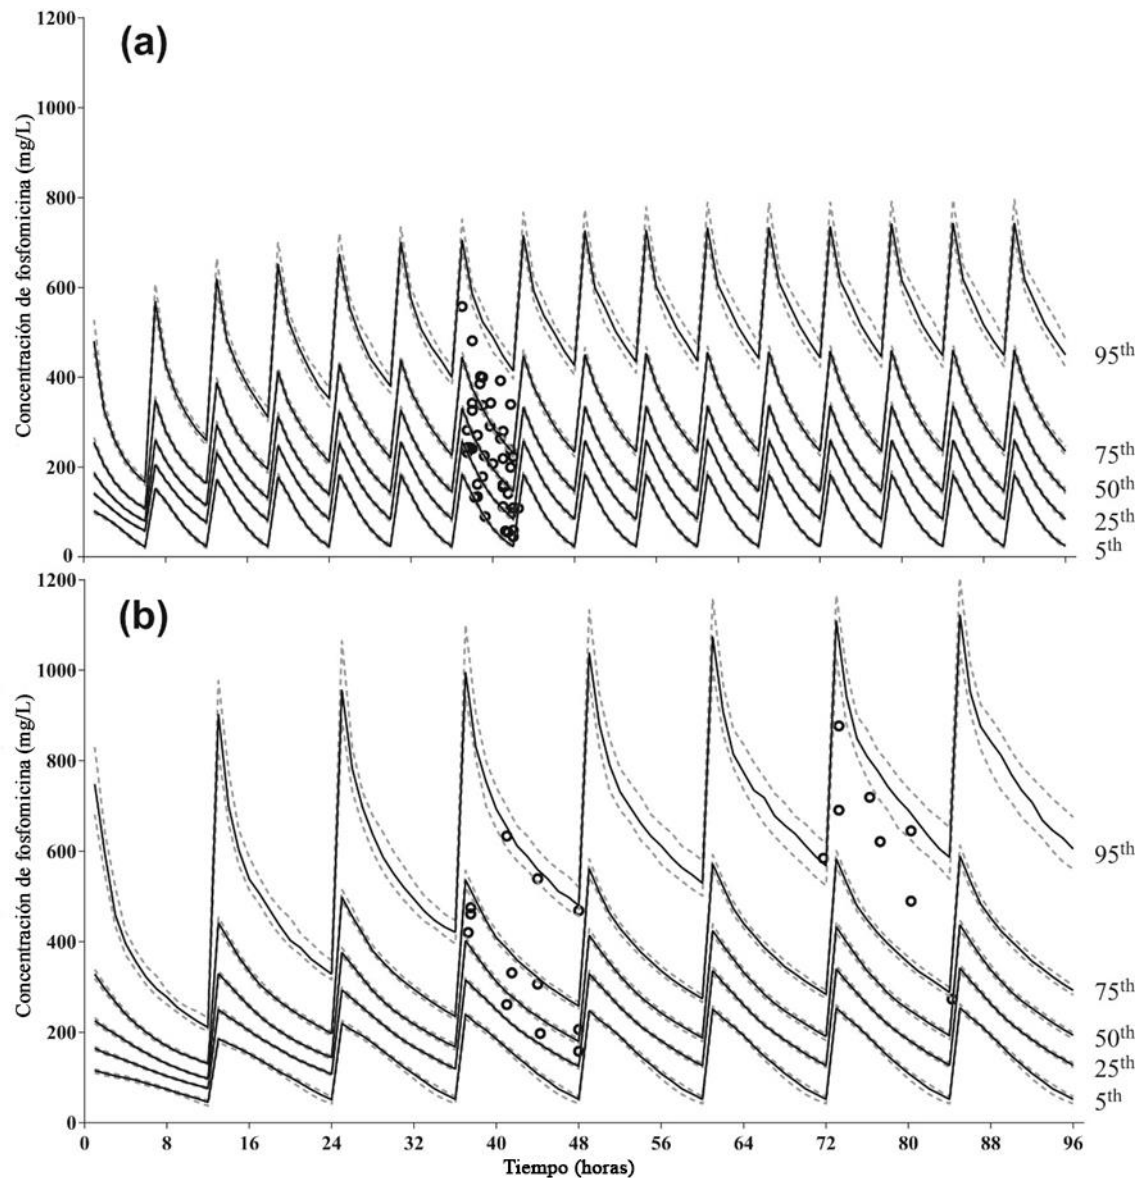 (a)
Concentración de fosfomicina (mg/L)
1200
1000
800
600
400
200
0
95th
75th
50th
25th
5th
(b)
Concentración de fosfomicina (mg/L)
1200
1000
800
600
400
200
0
95th
75th
50th
25th
5th
0 8 16 24 32 40 48 56 64 72 80 88 96
Tiempo (horas)